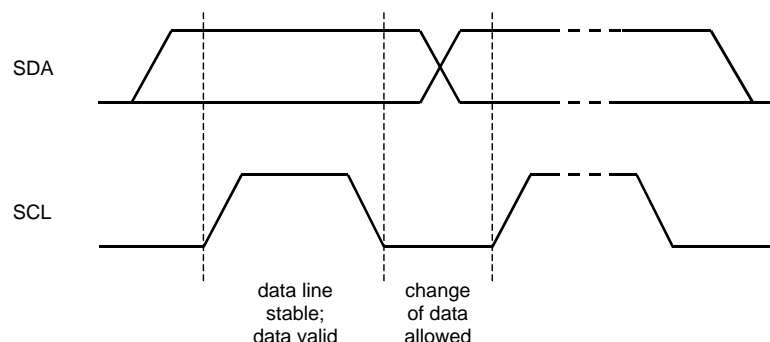 SDA
SCL
data line
stable;
data valid
change
of data
allowed